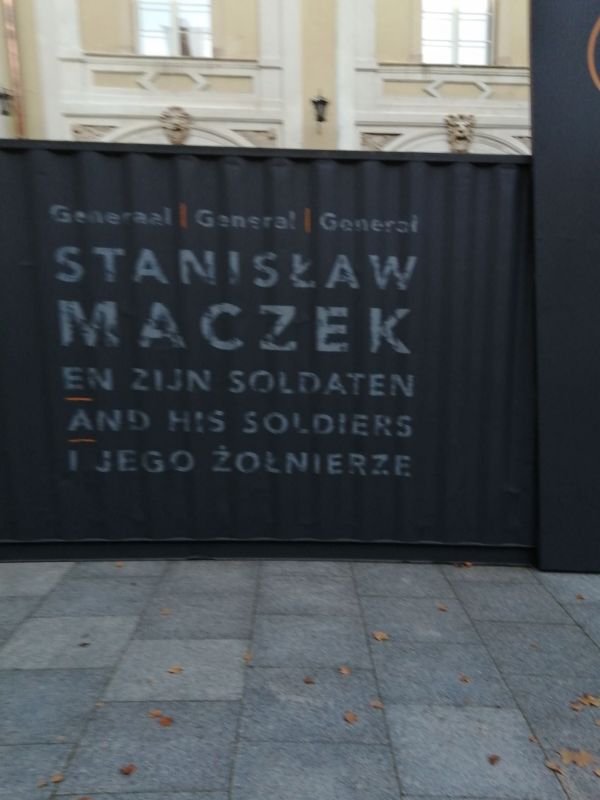 Generaal | General | Generał
STANISŁAW
MACZEK
EN ZIJN SOLDATEN
AND HIS SOLDIERS
I JEGO ŻOŁNIERZE